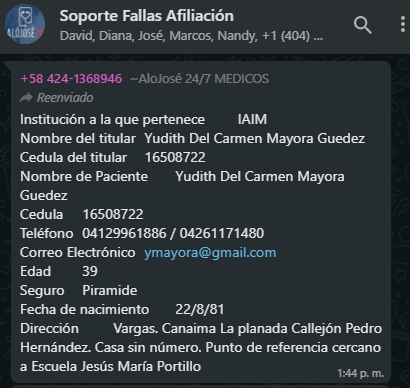 Soporte Fallas Afiliación
David, Diana, José, Marcos, Nandy, +1 (404) ...
+58 424-1368946 ~AloJosé 24/7 MEDICOS
Reenviado
Institución a la que pertenece IAIM
Nombre del titular Yudith Del Carmen Mayora Guedez
Cedula del titular 16508722
Nombre de Paciente Yudith Del Carmen Mayora
Guedez
Cedula 16508722
Teléfono 04129961886 / 04261171480
Correo Electrónico ymayora@gmail.com
Edad 39
Seguro Piramide
Fecha de nacimiento 22/8/81
Dirección Vargas. Canaima La planada Callejón Pedro
Hernández. Casa sin número. Punto de referencia cercano
a Escuela Jesús María Portillo
1:44 p. m.